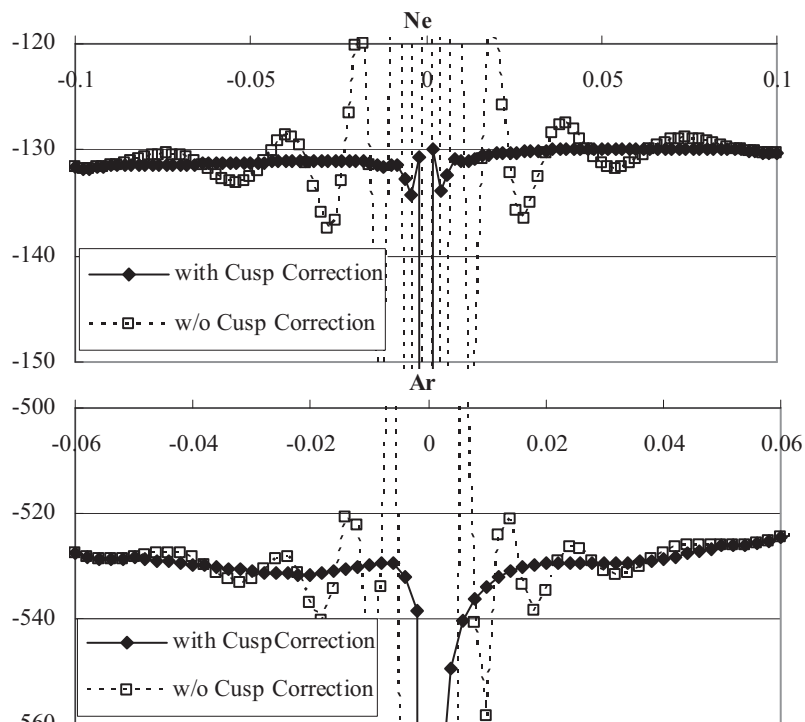 Ne
-120
-0.1 -0.05 0 0.05 0.1
-130
-140
with Cusp Correction
w/o Cusp Correction
-150
Ar
-500
-0.06 -0.04 -0.02 0 0.02 0.04 0.06
-520
-540
with CuspCorrection
w/o Cusp Correction
-560